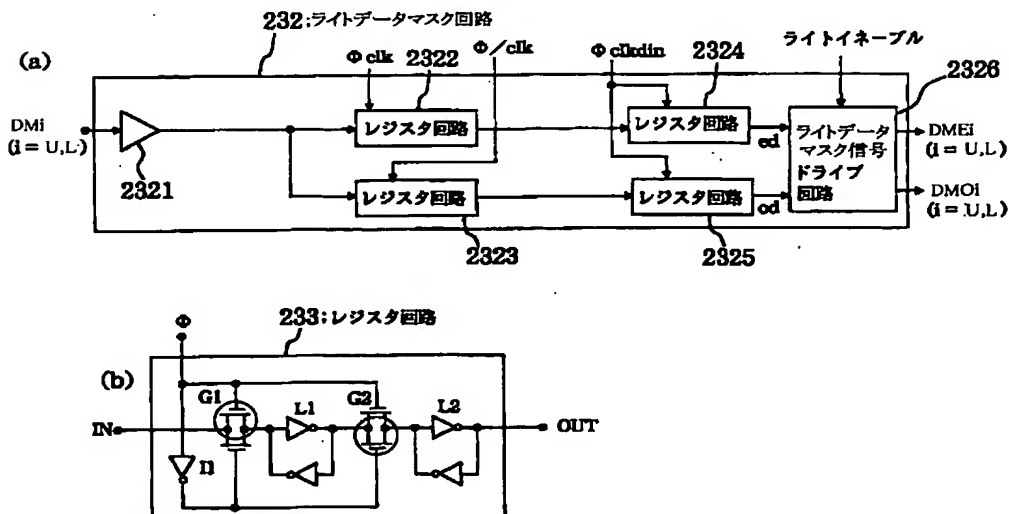 232;ライトデータマスク回路
(a)
Φclk
2322
Φ/clk
Φclkdin
2324
ライトイネーブル
2326
DMi
(i = U,L)
2321
レジスタ回路
レジスタ回路
ed
ライトデータ
マスク信号
ドライブ
回路
DMEi
(i = U,L)
レジスタ回路
2323
レジスタ回路
od
2325
DMOi
(i = U,L)
233;レジスタ回路
Φ
(b)
G1
L1
G2
L2
IN
OUT
I1